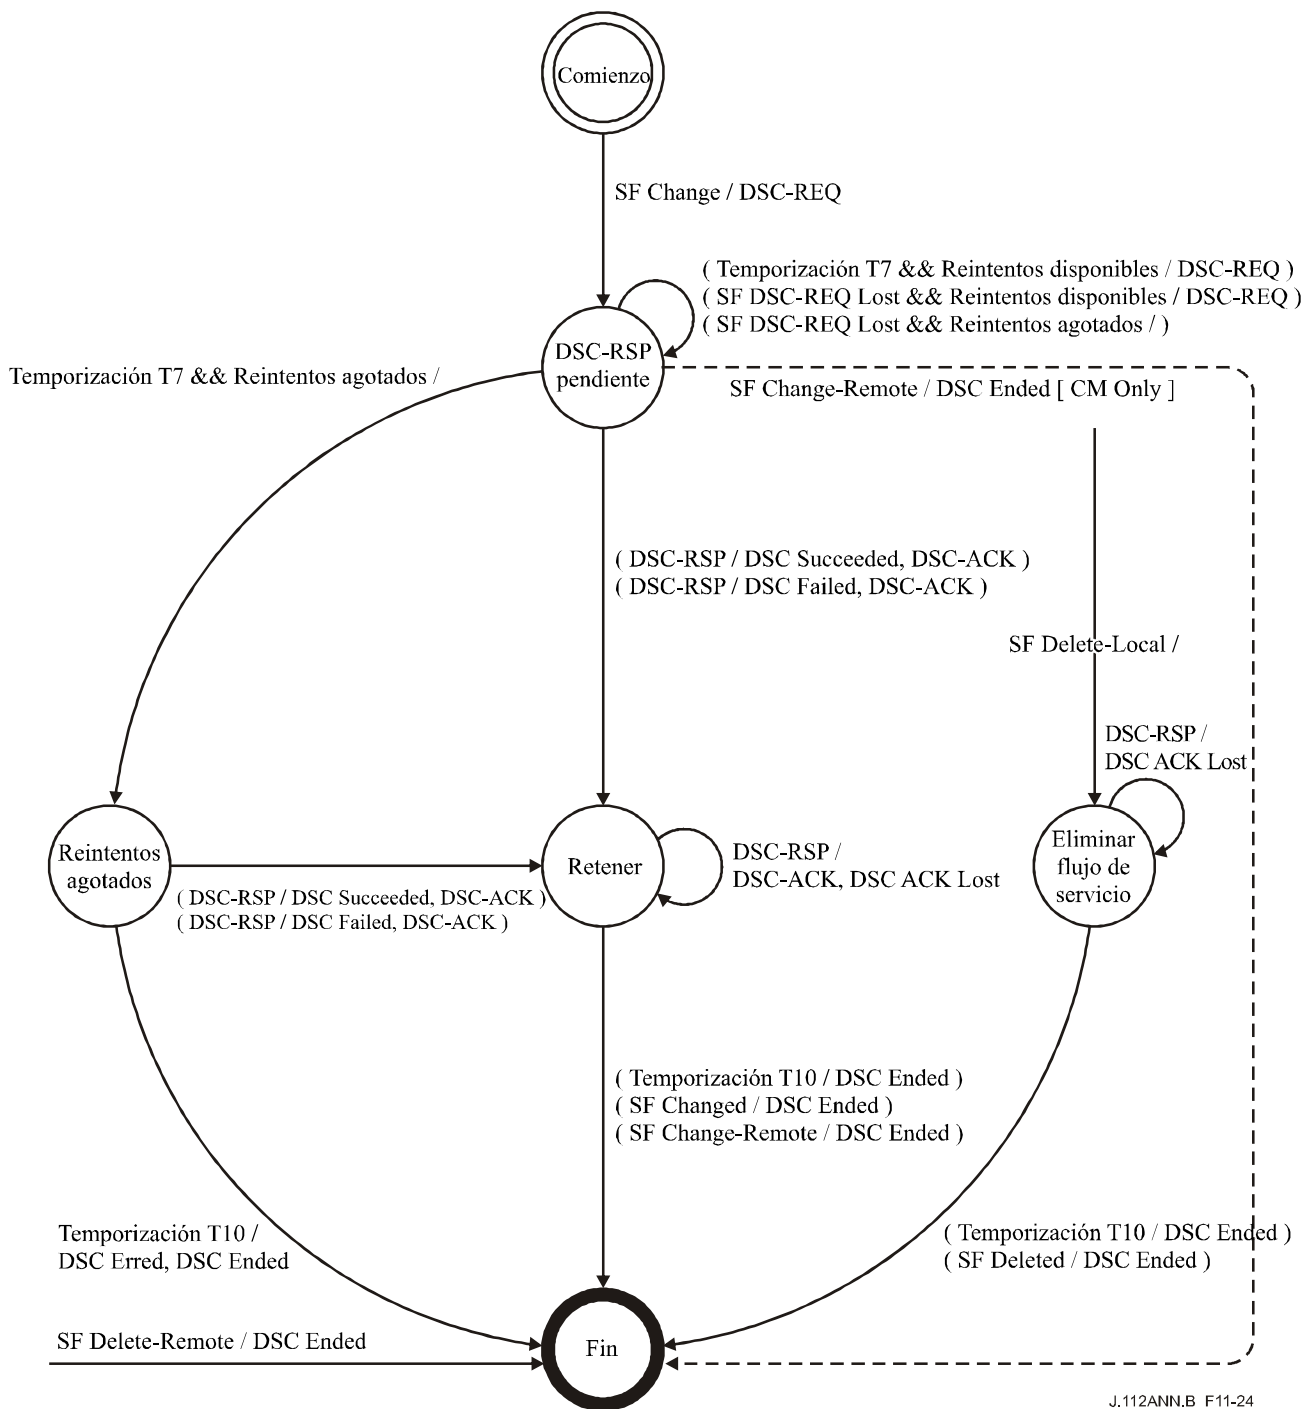 Comienzo
SF Change / DSC-REQ
( Temporización T7 && Reintentos disponibles / DSC-REQ )
( SF DSC-REQ Lost && Reintentos disponibles / DSC-REQ )
( SF DSC-REQ Lost && Reintentos agotados / )
DSC-RSP
pendiente
Temporización T7 && Reintentos agotados /
SF Change-Remote / DSC Ended [ CM Only ]
( DSC-RSP / DSC Succeeded, DSC-ACK )
( DSC-RSP / DSC Failed, DSC-ACK )
SF Delete-Local /
DSC-RSP /
DSC ACK Lost
Reintentos
agotados
Retener
DSC-RSP /
DSC-ACK, DSC ACK Lost
Eliminar
flujo de
servicio
( DSC-RSP / DSC Succeeded, DSC-ACK )
( DSC-RSP / DSC Failed, DSC-ACK )
( Temporización T10 / DSC Ended )
( SF Changed / DSC Ended )
( SF Change-Remote / DSC Ended )
Temporización T10 /
DSC Erred, DSC Ended
( Temporización T10 / DSC Ended )
( SF Deleted / DSC Ended )
SF Delete-Remote / DSC Ended
Fin
J.112ANN.B_F11-24